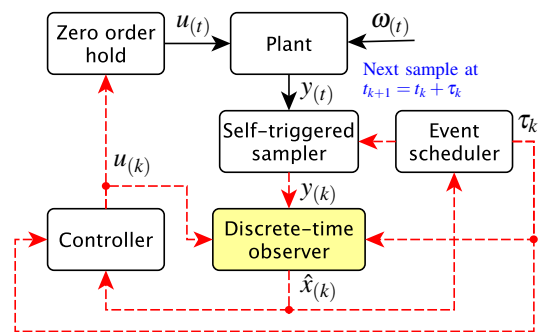 u(t)
ω(t)
Zero order
hold
Plant
Next sample at
tₖ₊₁ = tₖ + τₖ
y(t)
Self-triggered
sampler
Event
scheduler
τₖ
u(k)
y(k)
Controller
Discrete-time
observer
x̂(k)